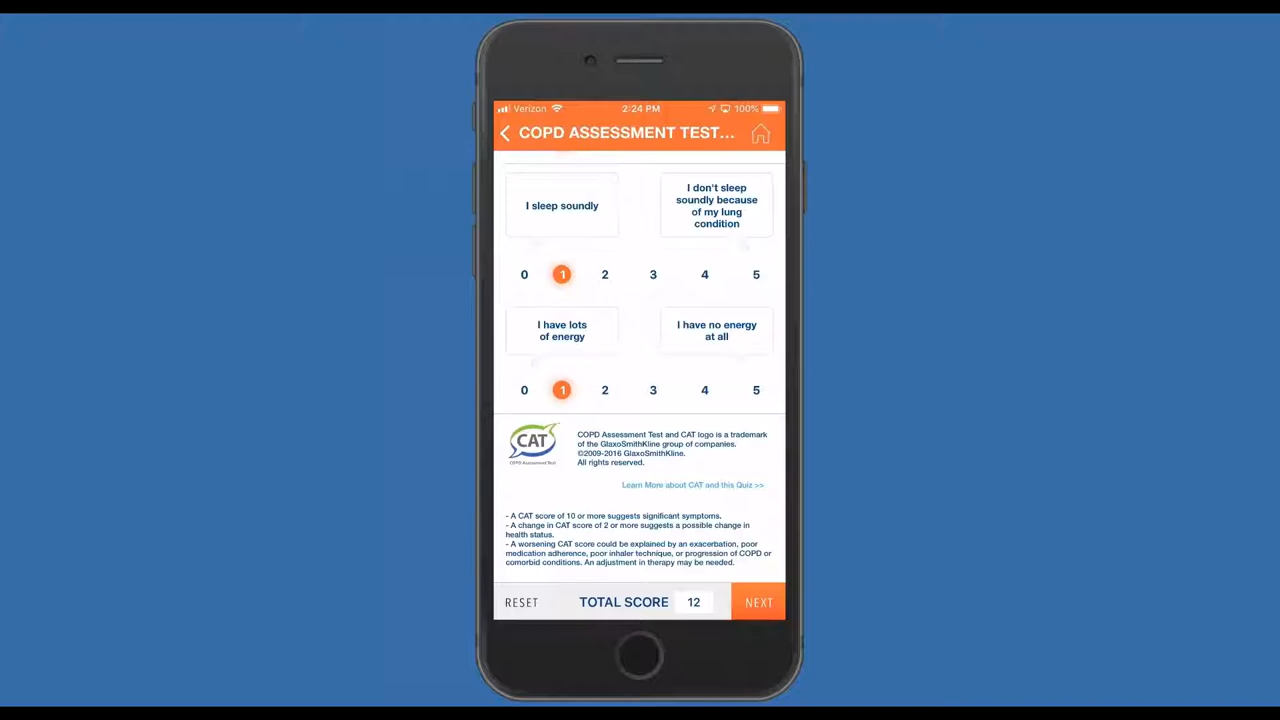 Verizon 2:24 PM 100%
COPD ASSESSMENT TEST...
I sleep soundly
I don't sleep
soundly because
of my lung
condition
0 1 2 3 4 5
I have lots
of energy
I have no energy
at all
0 1 2 3 4 5
CAT
COPD Assessment Test
COPD Assessment Test and CAT logo is a trademark
of the GlaxoSmithKline group of companies.
©2009-2016 GlaxoSmithKline.
All rights reserved.
Learn More about CAT and this Quiz >>
- A CAT score of 10 or more suggests significant symptoms.
- A change in CAT score of 2 or more suggests a possible change in
health status.
- A worsening CAT score could be explained by an exacerbation, poor
medication adherence, poor inhaler technique, or progression of COPD or
comorbid conditions. An adjustment in therapy may be needed.
RESET TOTAL SCORE 12 NEXT